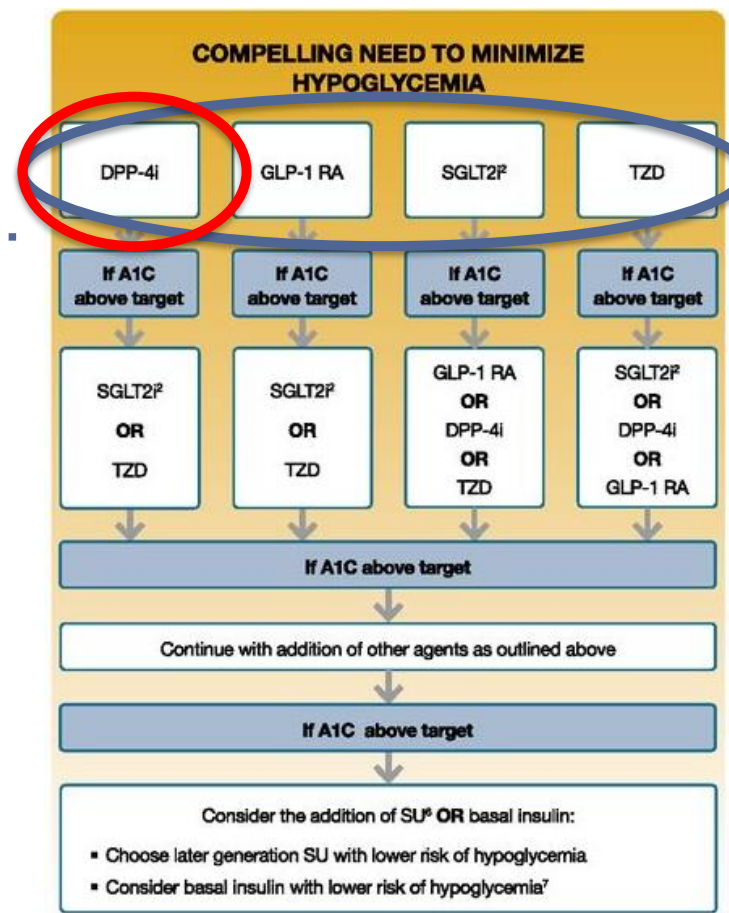 COMPELLING NEED TO MINIMIZE
HYPOGLYCEMIA
DPP-4i
GLP-1 RA
SGLT2i²
TZD
If A1C
above target
If A1C
above target
If A1C
above target
If A1C
above target
SGLT2i²
OR
TZD
SGLT2i²
OR
TZD
GLP-1 RA
OR
DPP-4i
OR
TZD
SGLT2i²
OR
DPP-4i
OR
GLP-1 RA
If A1C above target
Continue with addition of other agents as outlined above
If A1C above target
Consider the addition of SU⁶ OR basal insulin:
▪ Choose later generation SU with lower risk of hypoglycemia
▪ Consider basal insulin with lower risk of hypoglycemia⁷